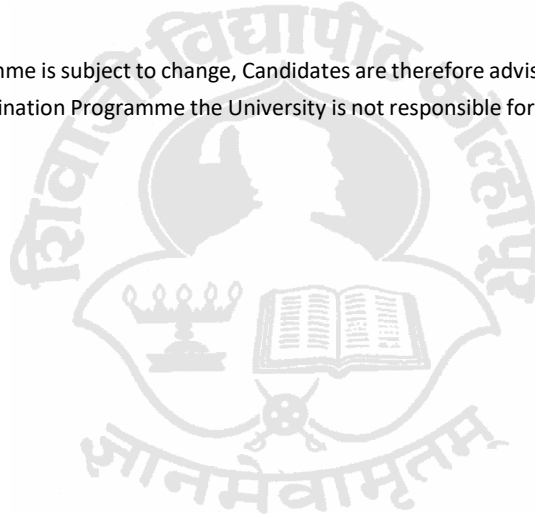 शिवाजी विद्यापीठ कोल्हापूर
mme is subject to change, Candidates are therefore advis
ination Programme the University is not responsible for
ज्ञानमेवामृतम्